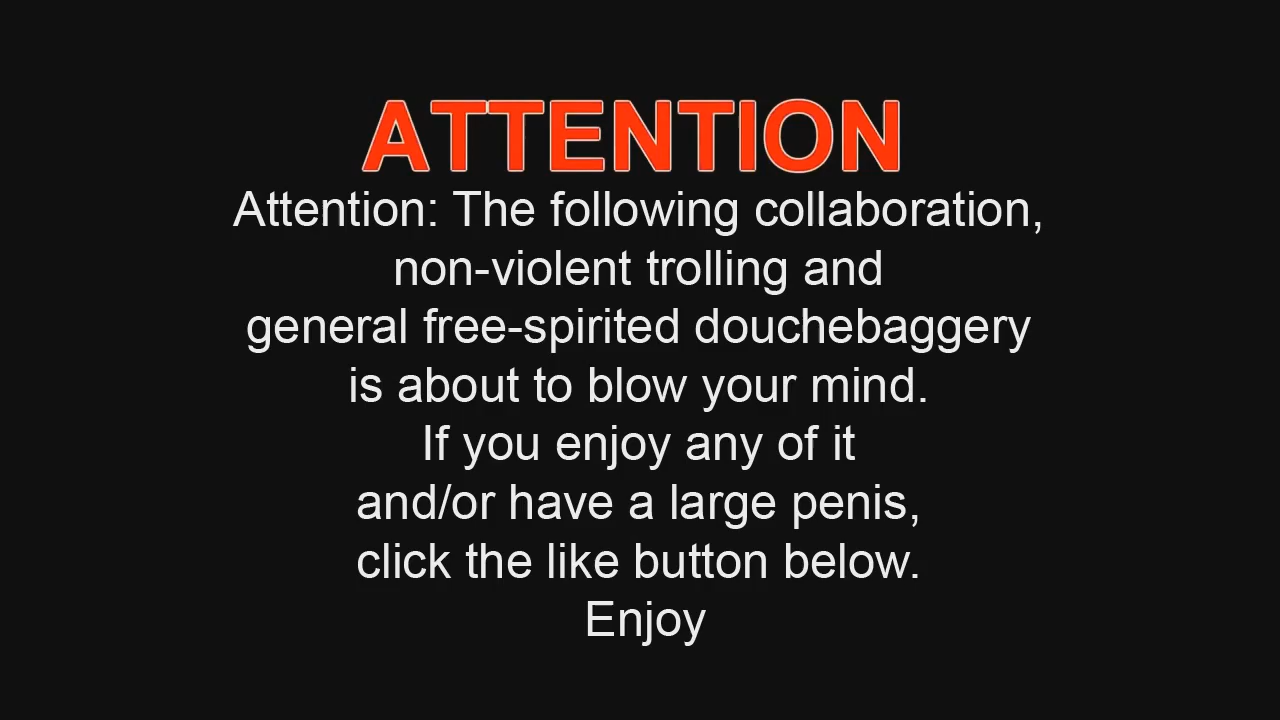 ATTENTION
Attention: The following collaboration,
non-violent trolling and
general free-spirited douchebaggery
is about to blow your mind.
If you enjoy any of it
and/or have a large penis,
click the like button below.
Enjoy